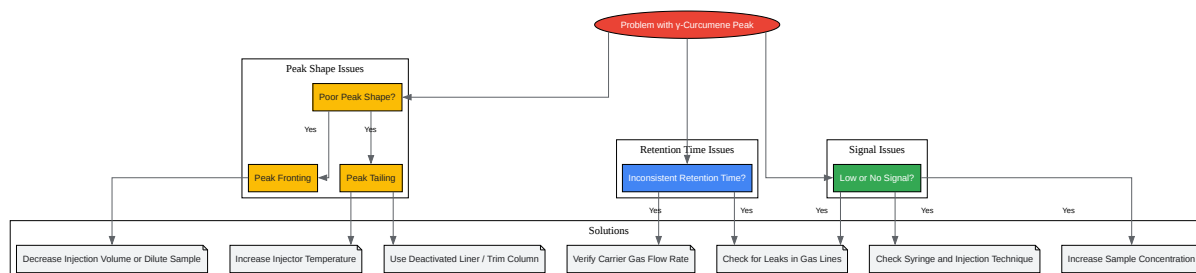 Problem with γ-Curcumene Peak
Peak Shape Issues
Poor Peak Shape?
Yes
Yes
Peak Fronting
Peak Tailing
Retention Time Issues
Inconsistent Retention Time?
Signal Issues
Low or No Signal?
Yes
Yes
Yes
Yes
Yes
Solutions
Decrease Injection Volume or Dilute Sample
Increase Injector Temperature
Use Deactivated Liner / Trim Column
Verify Carrier Gas Flow Rate
Check for Leaks in Gas Lines
Check Syringe and Injection Technique
Increase Sample Concentration